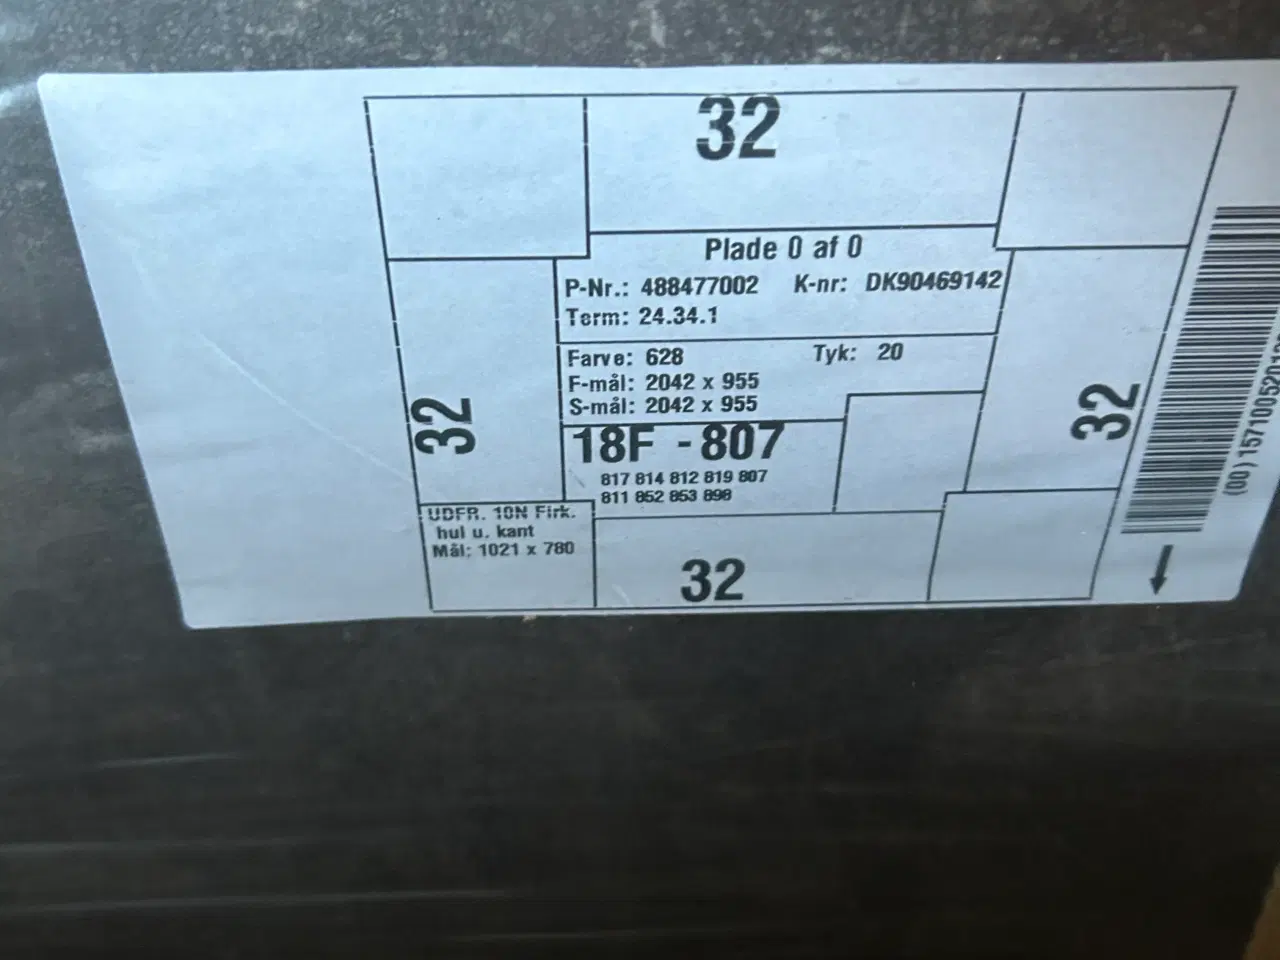 32
Plade 0 af 0
P-Nr.: 488477002 K-nr: DK90469142
Term: 24.34.1
Farve: 628 Tyk: 20
F-mål: 2042 x 955
S-mål: 2042 x 955
32
32
18F - 807
817 814 812 819 807
811 852 853 898
UDFR. 10N Firk.
hul u. kant
Mål: 1021 x 780
32